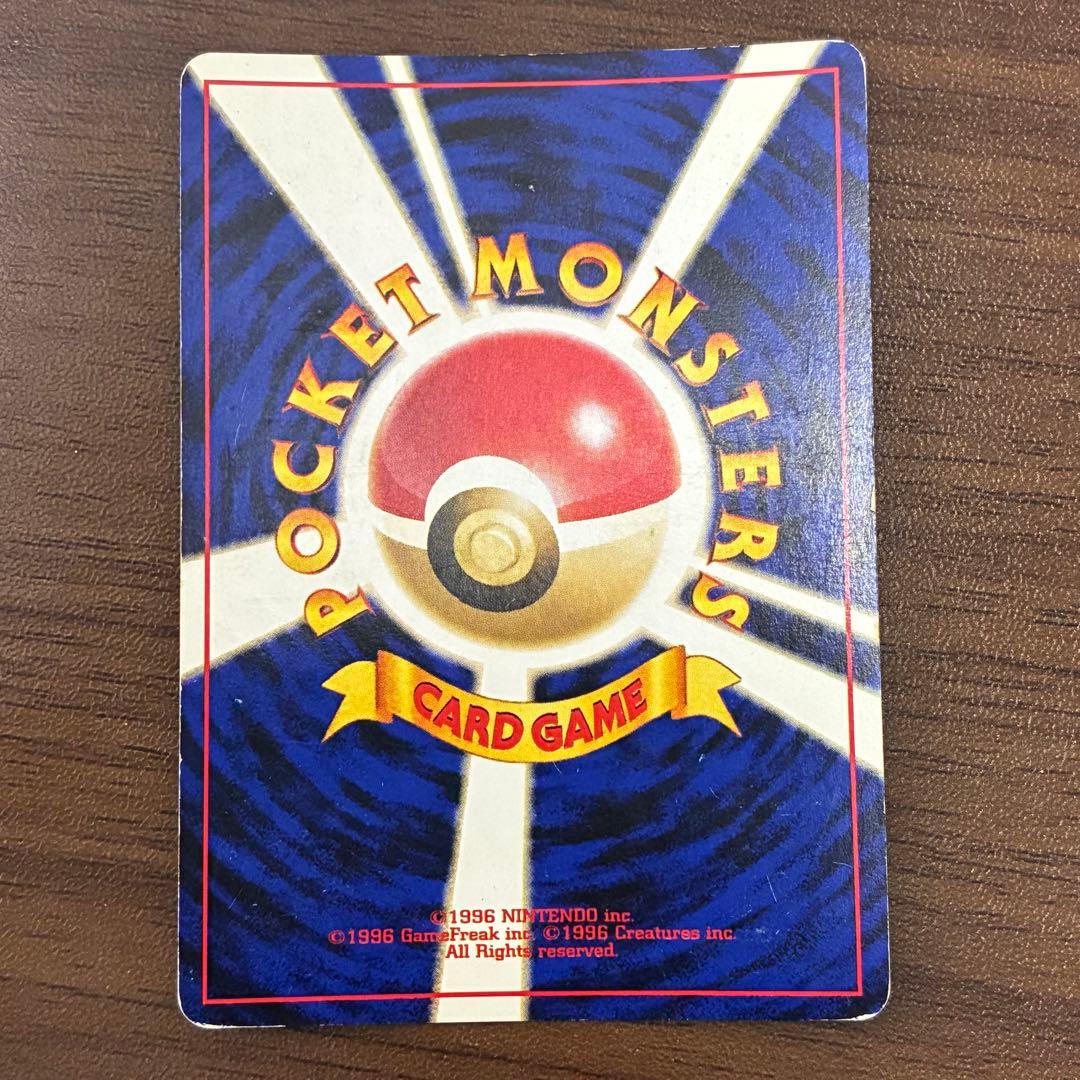 POCKET MONSTERS
CARD GAME
©1996 NINTENDO inc.
©1996 GameFreak inc. ©1996 Creatures inc.
All Rights reserved.